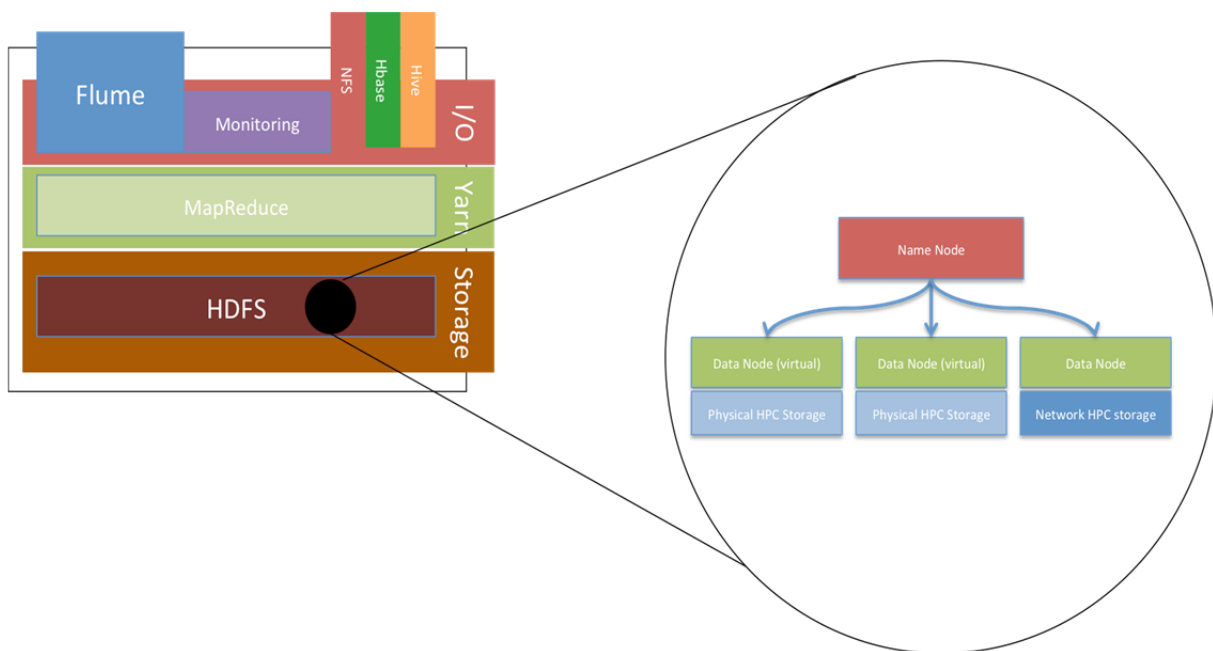 Flume
Monitoring
NFS
Hbase
Hive
I/O
MapReduce
Yarn
HDFS
Storage
Name Node
Data Node (virtual)
Data Node (virtual)
Data Node
Physical HPC Storage
Physical HPC Storage
Network HPC storage